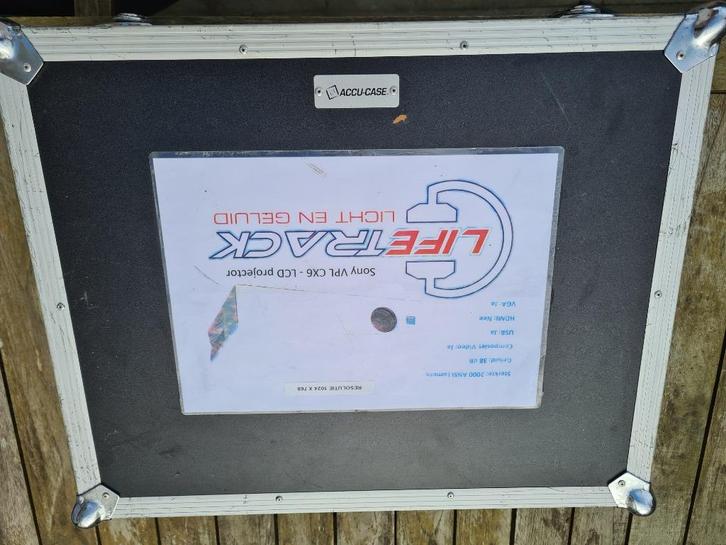 ACCU-CASE
LIFETRACK
LICHT EN GELUID
Sony VPL CX6 - LCD projector
VGA: Ja
HDMI: Nee
USB: Ja
Composiet Video: Ja
Geluid: 38 dB
Sterkte: 2000 ANSI Lumens
RESOLUTIE 1024 X 768